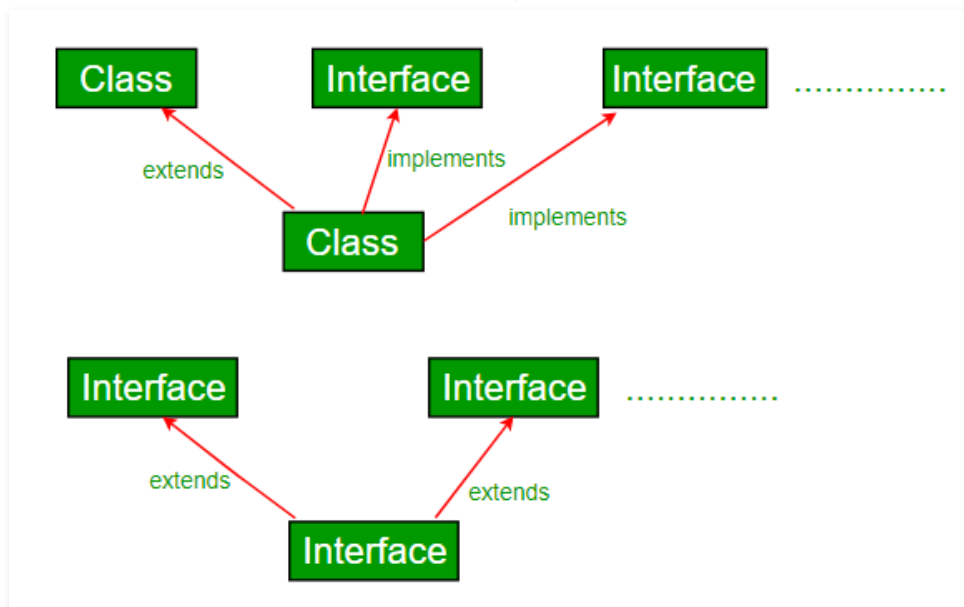 Class
Interface
Interface
...............
extends
implements
implements
Class
Interface
Interface
...............
extends
extends
Interface